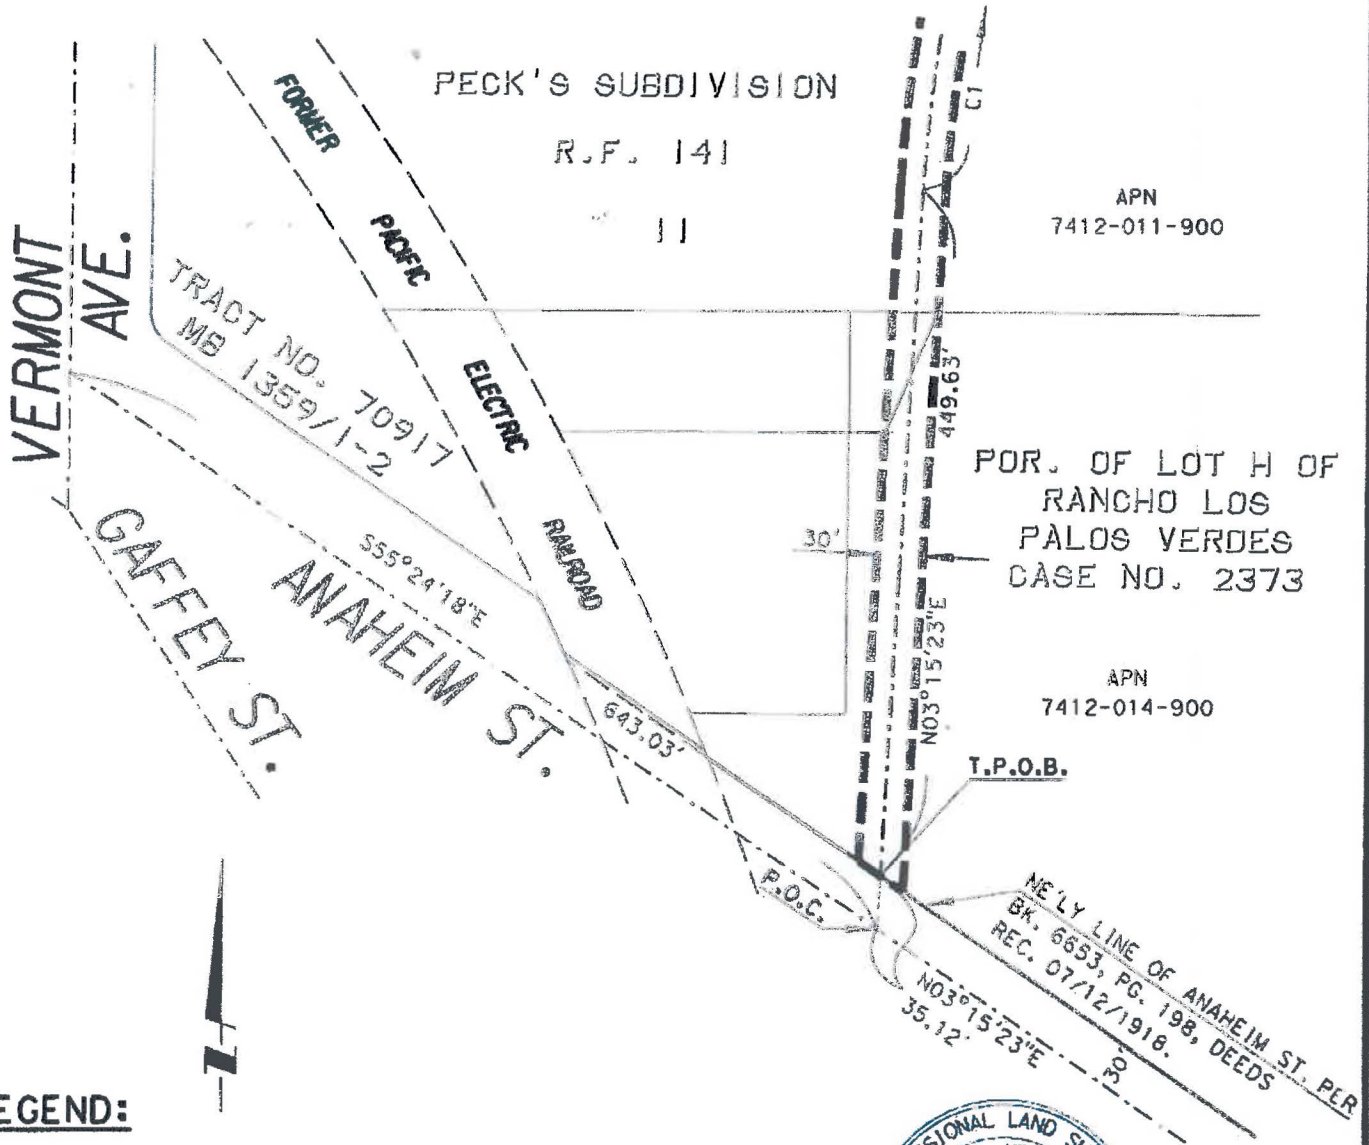 PECK'S SUBDIVISION
R.F. 141
11
FORMER
PACIFIC
ELECTRIC
RAILROAD
C1
APN
7412-011-900
VERMONT
AVE.
TRACT NO. 70917
MB 1359/1-2
449.63'
POR. OF LOT H OF
RANCHO LOS
PALOS VERDES
CASE NO. 2373
30'
N03°15'23"E
S55°24'18"E
GAFFEY ST.
ANAHEIM ST.
643.03'
APN
7412-014-900
T.P.O.B.
P.O.C.
NE'LY LINE OF ANAHEIM ST. PER
BK. 6653, PG. 198, DEEDS
REC. 07/12/1918.
N03°15'23"E
35.12'
30'
Z
EGEND:
SIONAL LAND SU